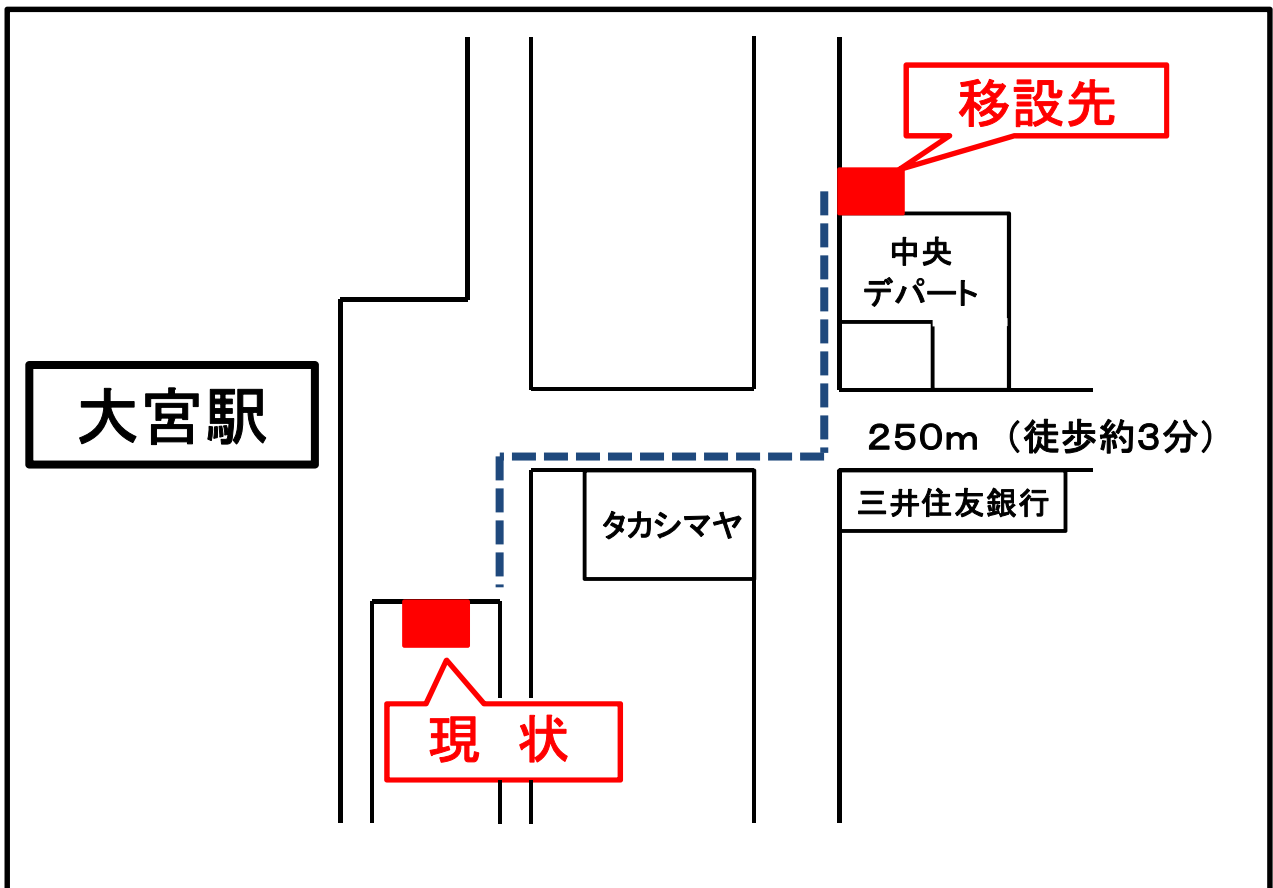 移設先
中央
デパート
大宮駅
250m（徒歩約3分）
タカシマヤ
三井住友銀行
現　状